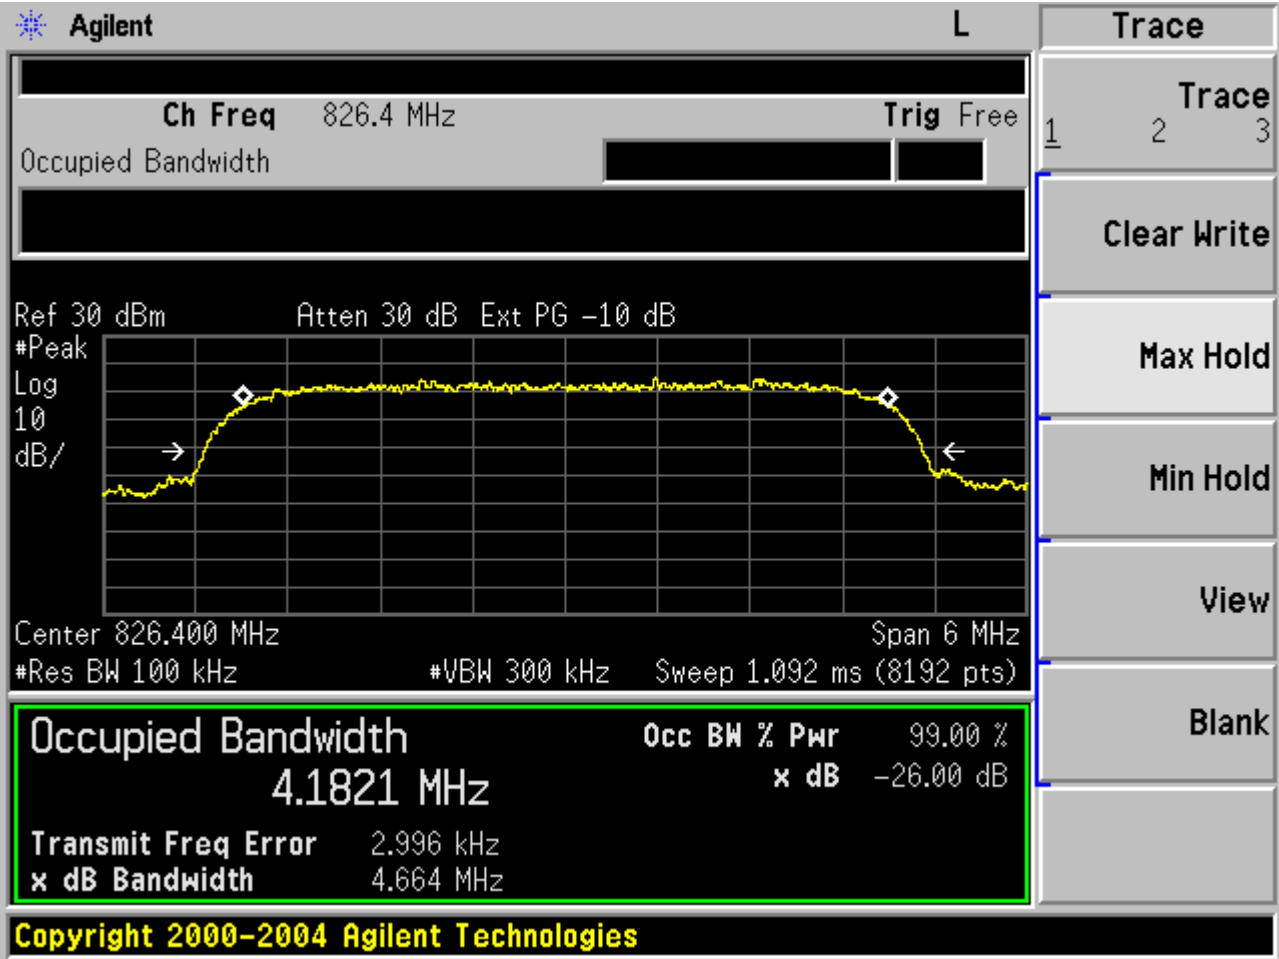 Agilent L Trace
Trace
1 2 3
Ch Freq 826.4 MHz Trig Free
Occupied Bandwidth
Clear Write
Ref 30 dBm Atten 30 dB Ext PG -10 dB
#Peak
Log
10
dB/
Max Hold
Min Hold
View
Center 826.400 MHz Span 6 MHz
#Res BW 100 kHz #VBW 300 kHz Sweep 1.092 ms (8192 pts)
Blank
Occupied Bandwidth Occ BW % Pwr 99.00 %
4.1821 MHz x dB -26.00 dB
Transmit Freq Error 2.996 kHz
x dB Bandwidth 4.664 MHz
Copyright 2000-2004 Agilent Technologies